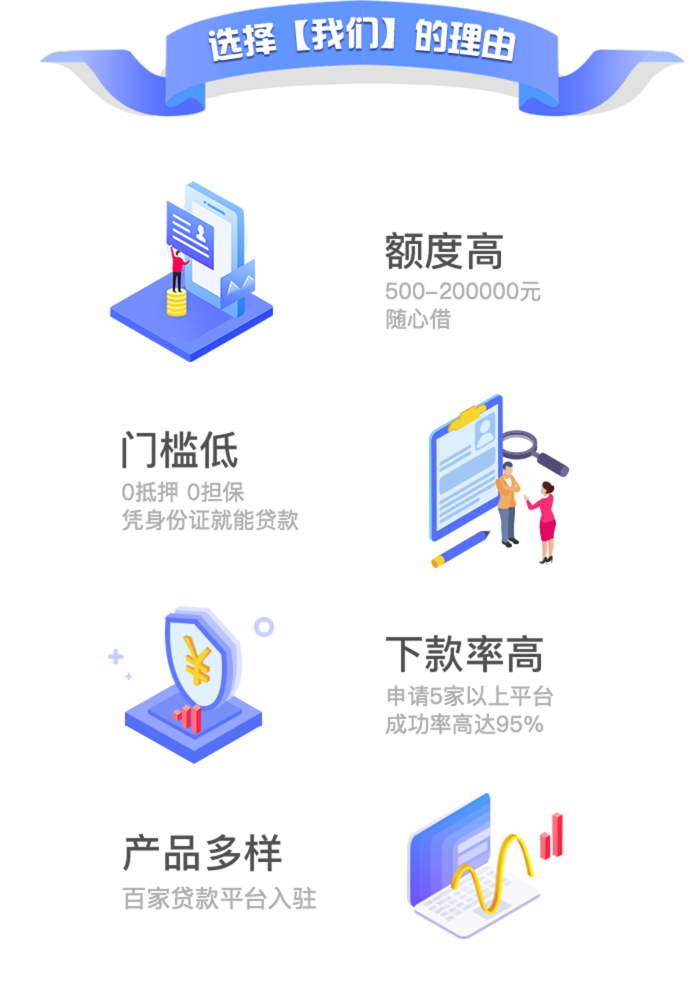 选择【我们】的理由
额度高
500-200000元
随心借
门槛低
0抵押 0担保
凭身份证就能贷款
下款率高
申请5家以上平台
成功率高达95%
产品多样
百家贷款平台入驻